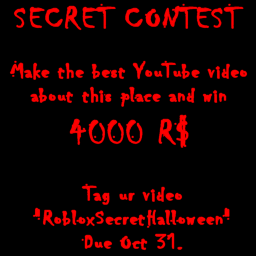 SECRET CONTEST
Make the best YouTube video
about this place and win
4000 R$
Tag ur video
"RobloxSecretHalloween"
Due Oct 31.